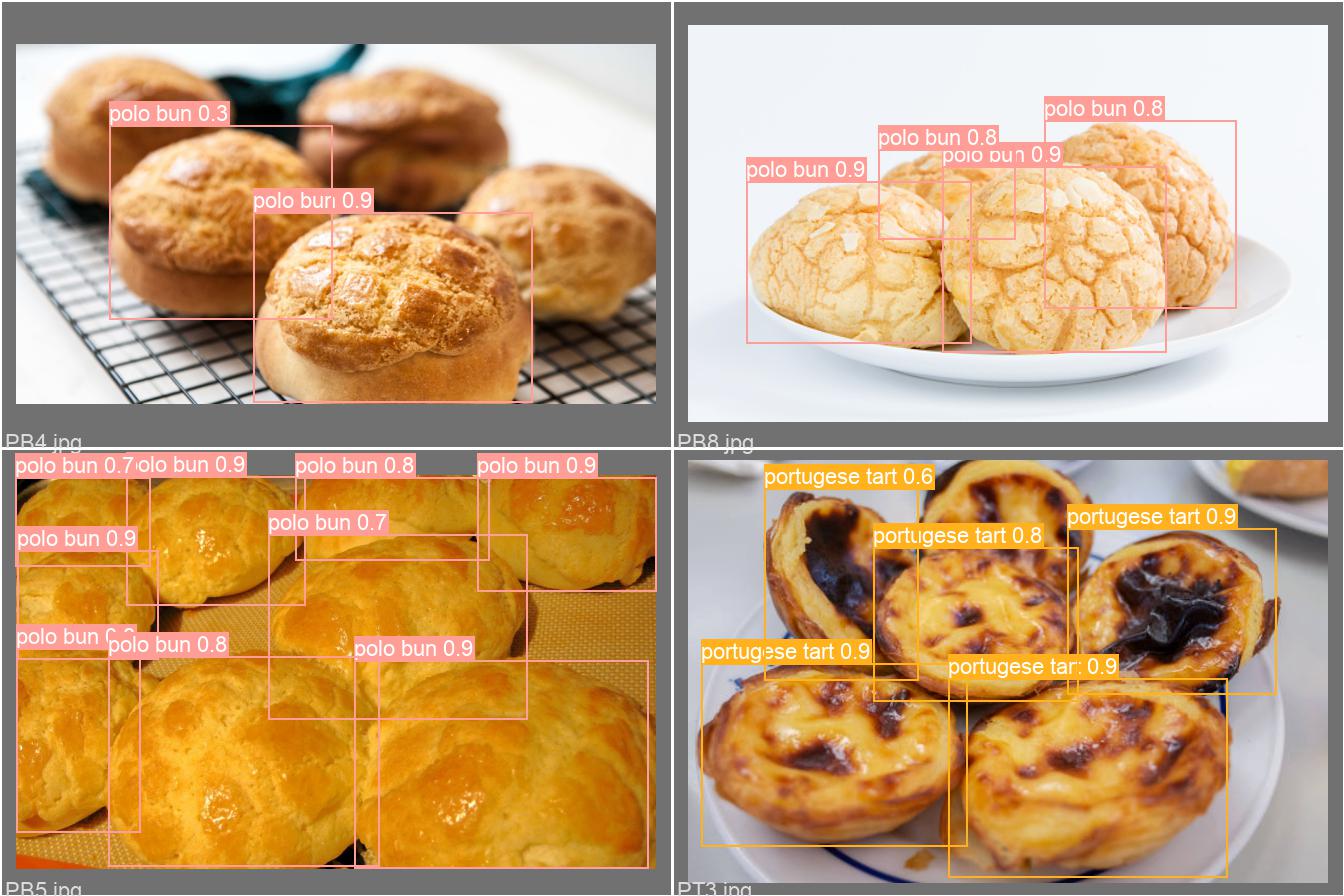 polo bun 0.3
polo bun 0.9
PB4.jpg
polo bun 0.8
polo bun 0.8
polo bun 0.9
polo bun 0.9
PB8.jpg
polo bun 0.7
polo bun 0.9
polo bun 0.8
polo bun 0.9
polo bun 0.7
polo bun 0.9
polo bun
polo bun 0.8
polo bun 0.9
PB5.jpg
portugese tart 0.6
portugese tart 0.9
portugese tart 0.8
portugese tart 0.9
portugese tart 0.9
PT3.jpg